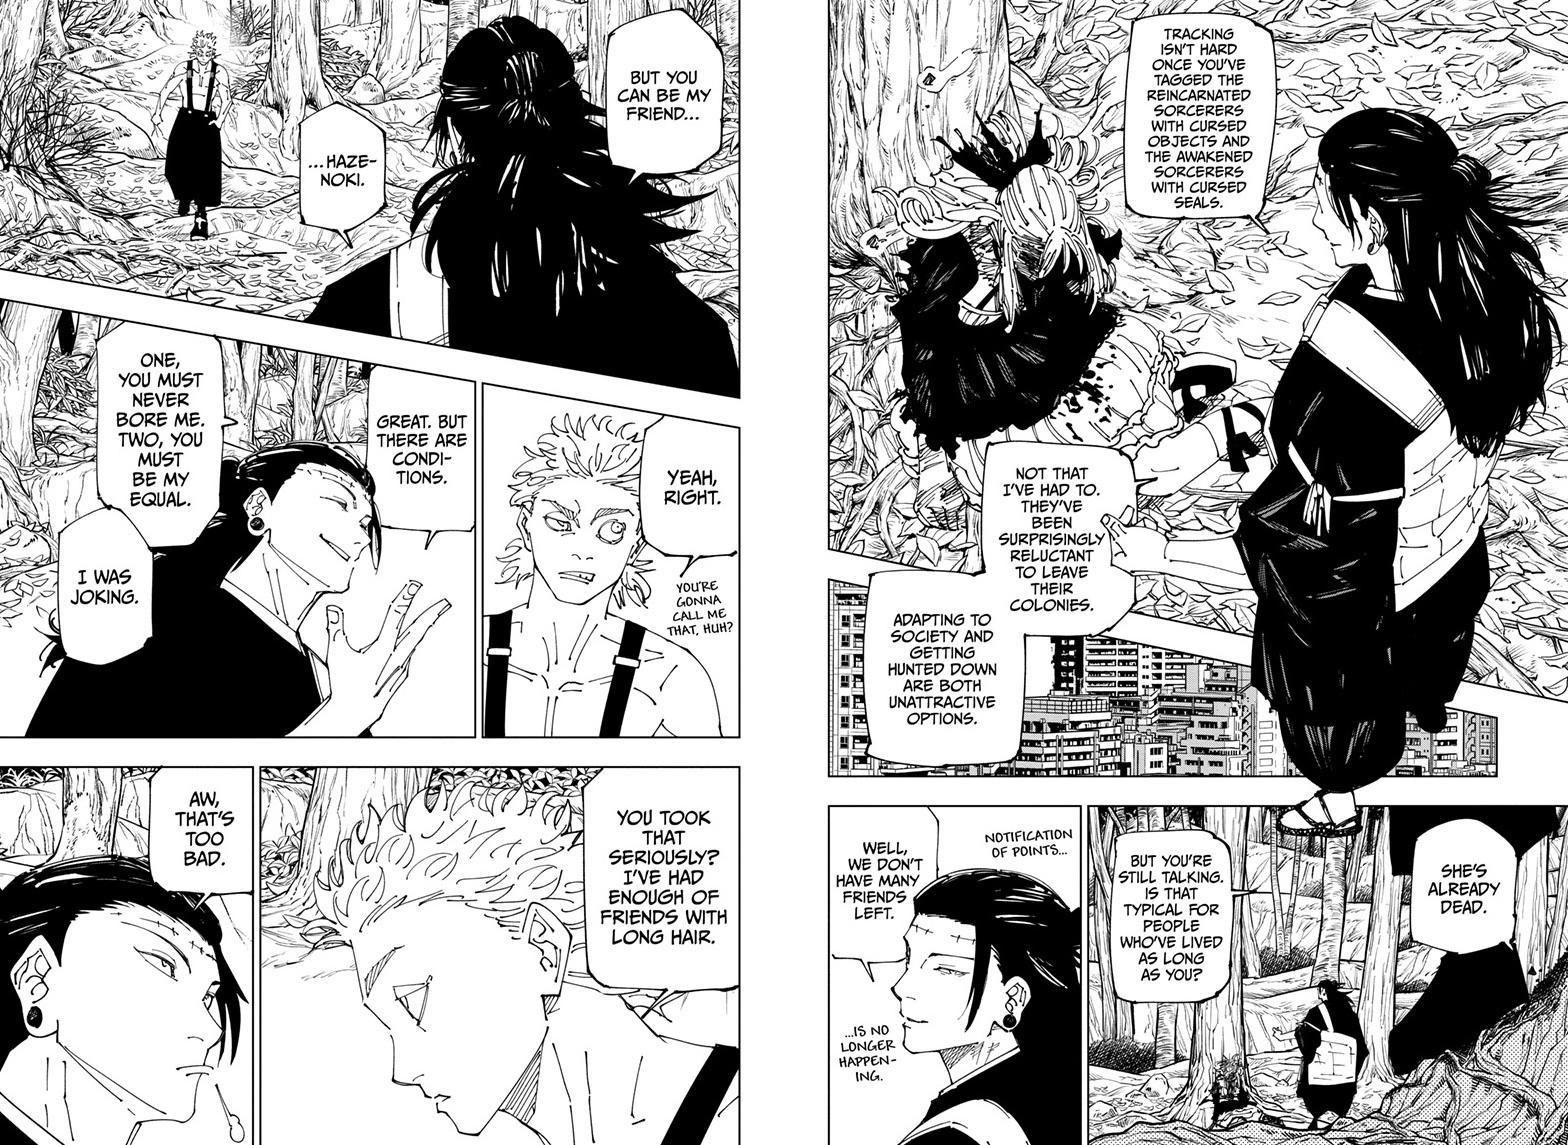 TRACKING
ISN'T HARD
ONCE YOU'VE
TAGGED THE
REINCARNATED
SORCERERS
WITH CURSED
OBJECTS AND
THE AWAKENED
SORCERERS
WITH CURSED
SEALS.
NOT THAT
I'VE HAD TO.
THEY'VE
BEEN
SURPRISINGLY
RELUCTANT
TO LEAVE
THEIR
COLONIES.
ADAPTING TO
SOCIETY AND
GETTING
HUNTED DOWN
ARE BOTH
UNATTRACTIVE
OPTIONS.
SHE'S
ALREADY
DEAD.
BUT YOU'RE
STILL TALKING.
IS THAT
TYPICAL FOR
PEOPLE
WHO'VE LIVED
AS LONG
AS YOU?
NOTIFICATION
OF POINTS...
WELL,
WE DON'T
HAVE MANY
FRIENDS
LEFT.
...IS NO
LONGER
HAPPEN-
ING.
BUT YOU
CAN BE MY
FRIEND...
...HAZE-
NOKI.
YEAH,
RIGHT.
YOU'RE
GONNA
CALL ME
THAT, HUH?
GREAT. BUT
THERE ARE
CONDI-
TIONS.
ONE,
YOU MUST
NEVER
BORE ME.
TWO, YOU
MUST
BE MY
EQUAL.
I WAS
JOKING.
YOU TOOK
THAT
SERIOUSLY?
I'VE HAD
ENOUGH OF
FRIENDS WITH
LONG HAIR.
AW,
THAT'S
TOO
BAD.